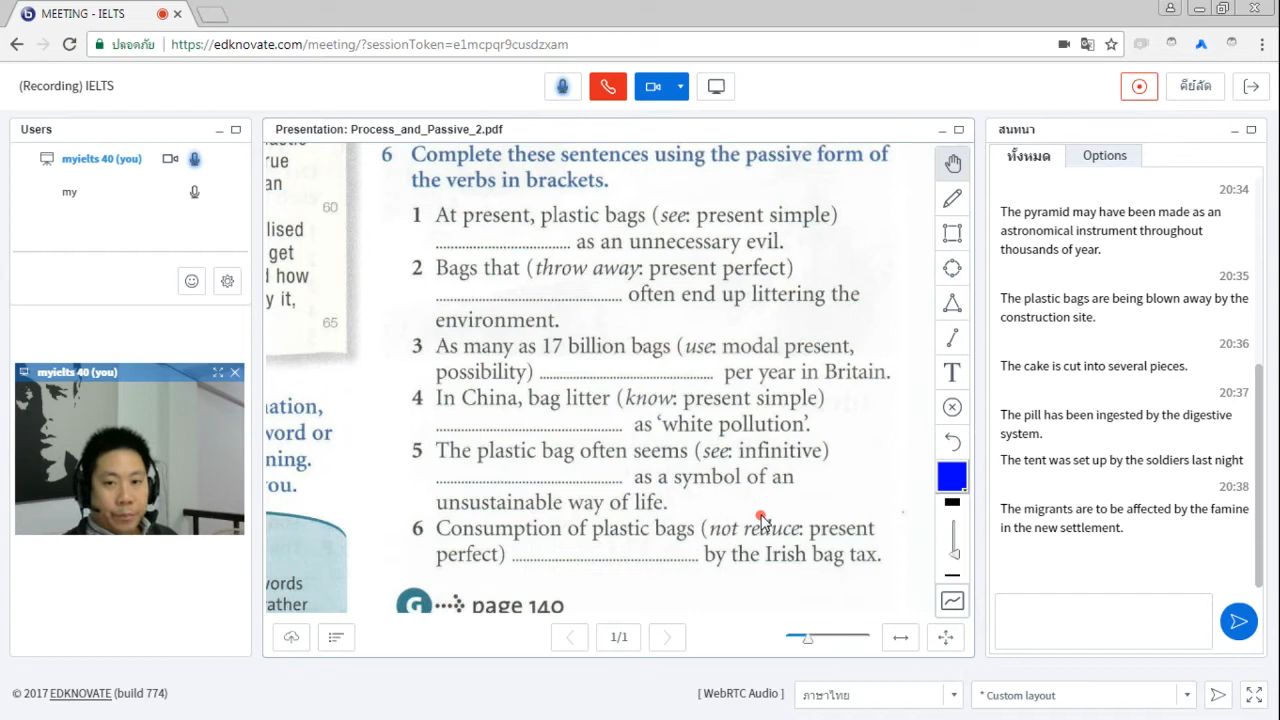 MEETING - IELTS
ปลอดภัย
https://edknovate.com/meeting/?sessionToken=e1mcpqr9cusdzxam
(Recording) IELTS
คีย์ลัด
Users
myielts 40 (you)
my
myielts 40 (you)
Presentation: Process_and_Passive_2.pdf
rue
an
60
lised
get
how
y it,
65
nation,
word or
ning.
ou.
words
rather
6 Complete these sentences using the passive form of
the verbs in brackets.
1 At present, plastic bags (see: present simple)
................................ as an unnecessary evil.
2 Bags that (throw away: present perfect)
............................................ often end up littering the
environment.
3 As many as 17 billion bags (use: modal present,
possibility) ......................................... per year in Britain.
4 In China, bag litter (know: present simple)
............................................ as ‘white pollution’.
5 The plastic bag often seems (see: infinitive)
............................................ as a symbol of an
unsustainable way of life.
6 Consumption of plastic bags (not reduce: present
perfect) ............................................ by the Irish bag tax.
G page 140
T
1/1
สนทนา
ทั้งหมด
Options
20:34
The pyramid may have been made as an
astronomical instrument throughout
thousands of year.
20:35
The plastic bags are being blown away by the
construction site.
20:36
The cake is cut into several pieces.
20:37
The pill has been ingested by the digestive
system.
The tent was set up by the soldiers last night
20:38
The migrants are to be affected by the famine
in the new settlement.
© 2017 EDKNOVATE (build 774)
[ WebRTC Audio ]
ภาษาไทย
* Custom layout